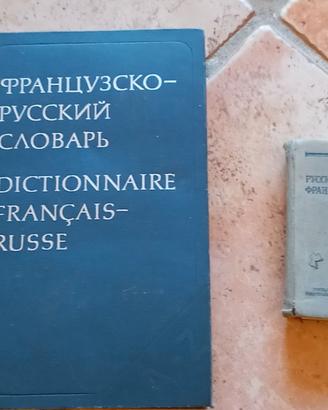 ФРАНЦУЗСКО-
РУССКИЙ
СЛОВАРЬ
DICTIONNAIRE
FRANÇAIS-
RUSSE